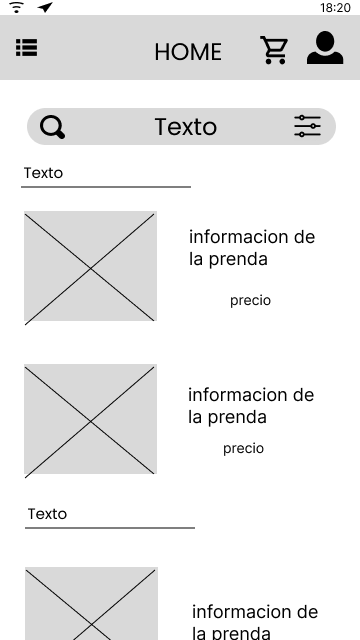 18:20
HOME
Texto
Texto
informacion de
la prenda
precio
informacion de
la prenda
precio
Texto
informacion de
la prenda